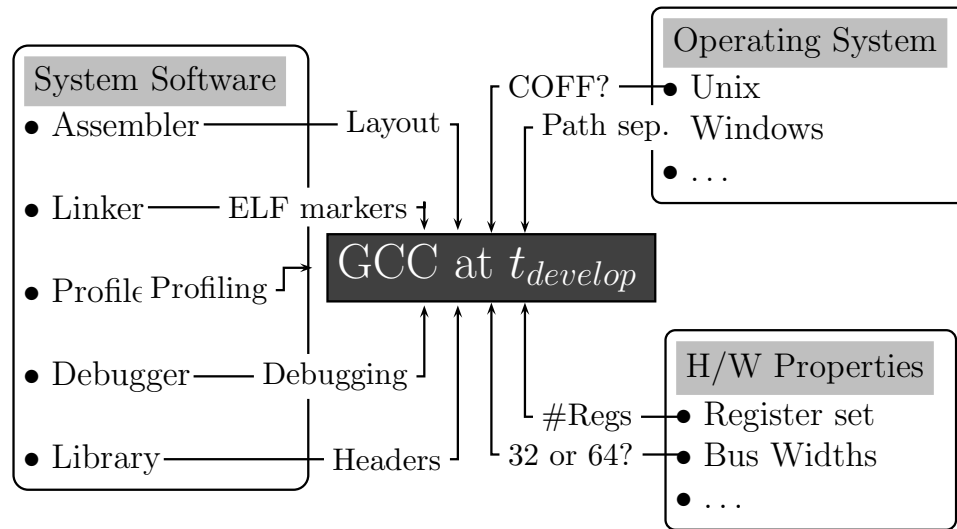 System Software
• Assembler
• Linker
• Profile
• Debugger
• Library
Layout
ELF markers
Profiling
Debugging
Headers
GCC at t_develop
COFF?
Path sep.
#Regs
32 or 64?
Operating System
• Unix
Windows
• . . .
H/W Properties
• Register set
• Bus Widths
• . . .